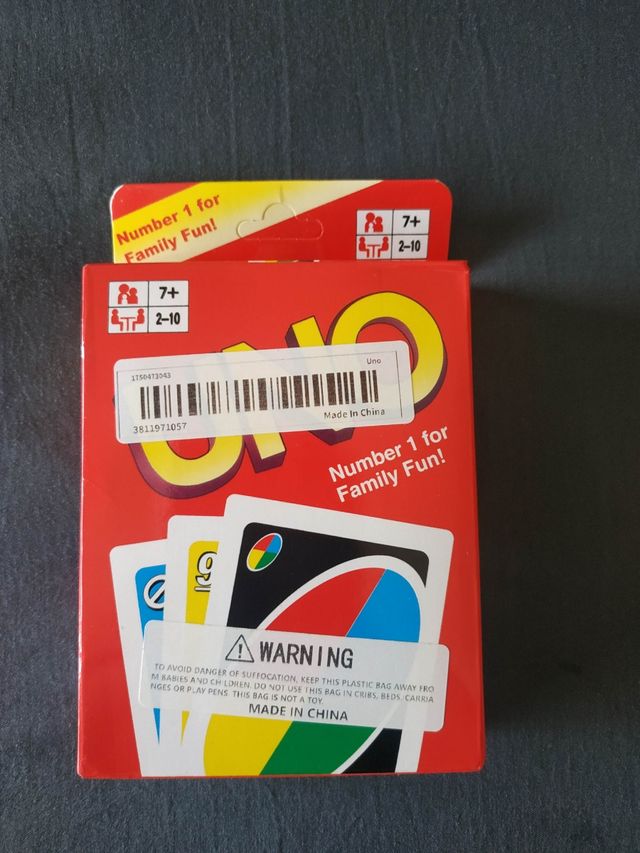 Number 1 for
Family Fun!
7+
2-10
7+
2-10
UNO
1TS0473043
Uno
Made In China
3811971057
Number 1 for
Family Fun!
9
WARNING
TO AVOID DANGER OF SUFFOCATION, KEEP THIS PLASTIC BAG AWAY FRO
M BABIES AND CHILDREN. DO NOT USE THIS BAG IN CRIBS, BEDS, CARRIA
NGES OR PLAY PENS. THIS BAG IS NOT A TOY.
MADE IN CHINA